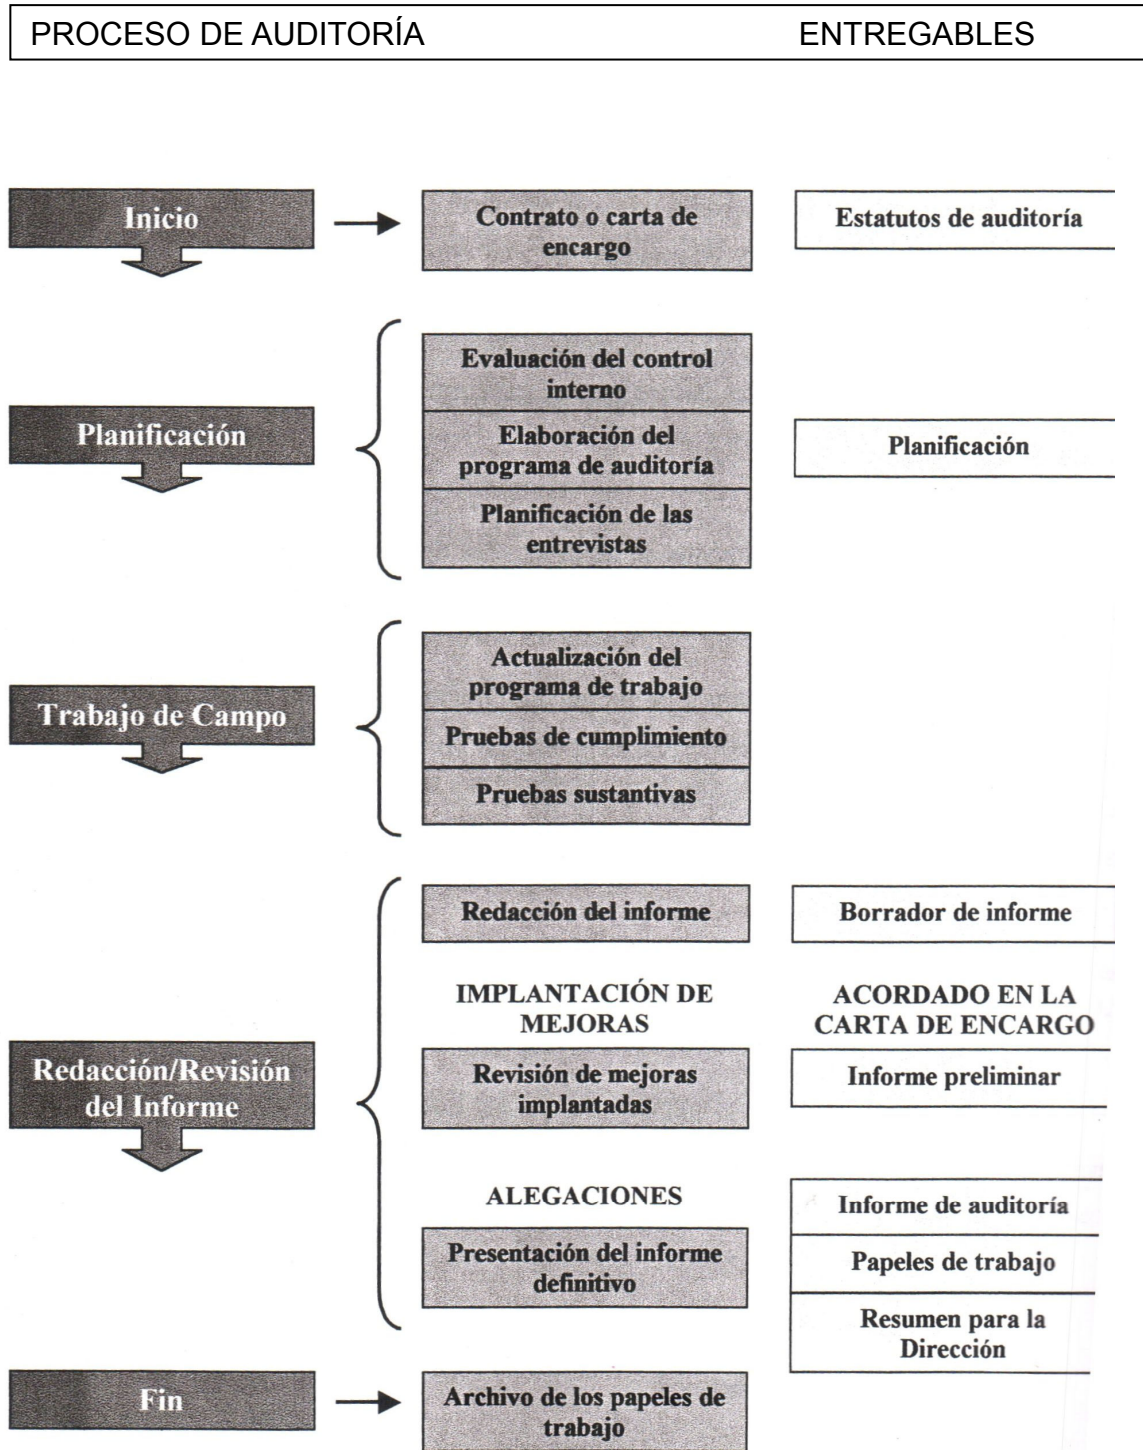 PROCESO DE AUDITORÍA ENTREGABLES
Inicio
Contrato o carta de
encargo
Estatutos de auditoría
Planificación
Evaluación del control
interno
Elaboración del
programa de auditoría
Planificación de las
entrevistas
Planificación
Trabajo de Campo
Actualización del
programa de trabajo
Pruebas de cumplimiento
Pruebas sustantivas
Redacción/Revisión
del Informe
Redacción del informe
Borrador de informe
IMPLANTACIÓN DE
MEJORAS
ACORDADO EN LA
CARTA DE ENCARGO
Revisión de mejoras
implantadas
Informe preliminar
ALEGACIONES
Presentación del informe
definitivo
Informe de auditoría
Papeles de trabajo
Resumen para la
Dirección
Fin
Archivo de los papeles de
trabajo